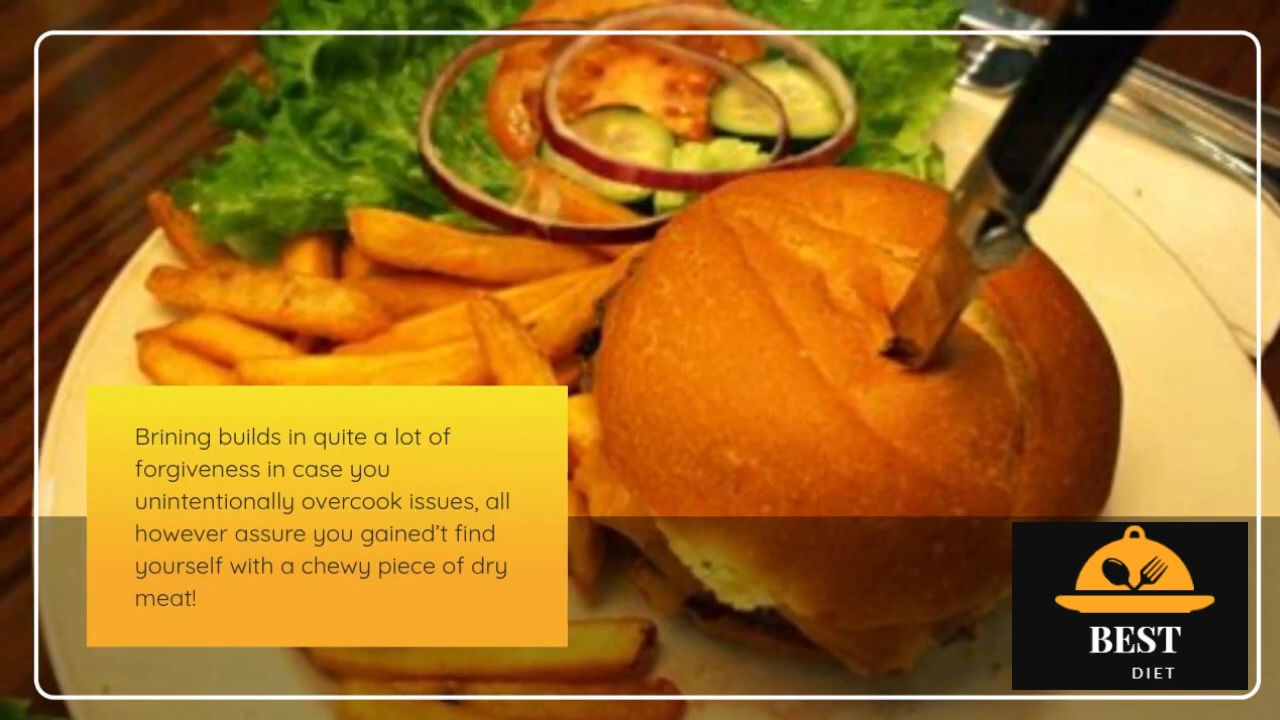 Brining builds in quite a lot of
forgiveness in case you
unintentionally overcook issues, all
however assure you gained’t find
yourself with a chewy piece of dry
meat!
BEST
DIET